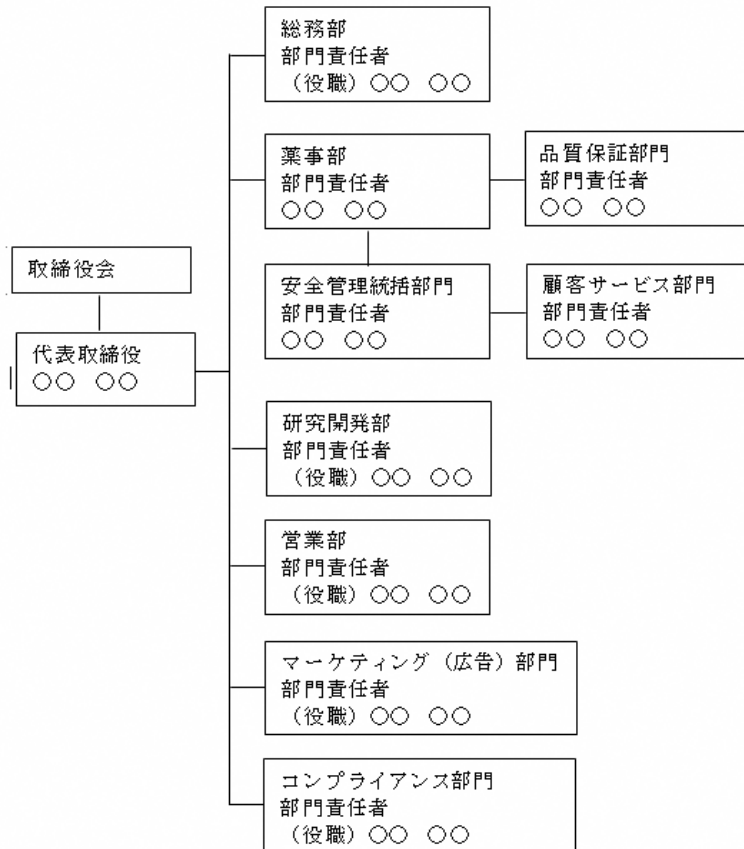 総務部
部門責任者
（役職）○○　○○
薬事部
部門責任者
○○　○○
品質保証部門
部門責任者
○○　○○
取締役会
代表取締役
○○　○○
安全管理統括部門
部門責任者
○○　○○
顧客サービス部門
部門責任者
○○　○○
研究開発部
部門責任者
（役職）○○　○○
営業部
部門責任者
（役職）○○　○○
マーケティング（広告）部門
部門責任者
（役職）○○　○○
コンプライアンス部門
部門責任者
（役職）○○　○○